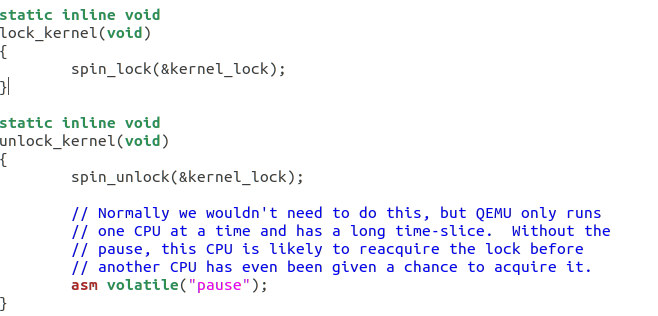 static inline void
lock_kernel(void)
{
        spin_lock(&kernel_lock);
}

static inline void
unlock_kernel(void)
{
        spin_unlock(&kernel_lock);

        // Normally we wouldn't need to do this, but QEMU only runs
        // one CPU at a time and has a long time-slice.  Without the
        // pause, this CPU is likely to reacquire the lock before
        // another CPU has even been given a chance to acquire it.
        asm volatile("pause");
}